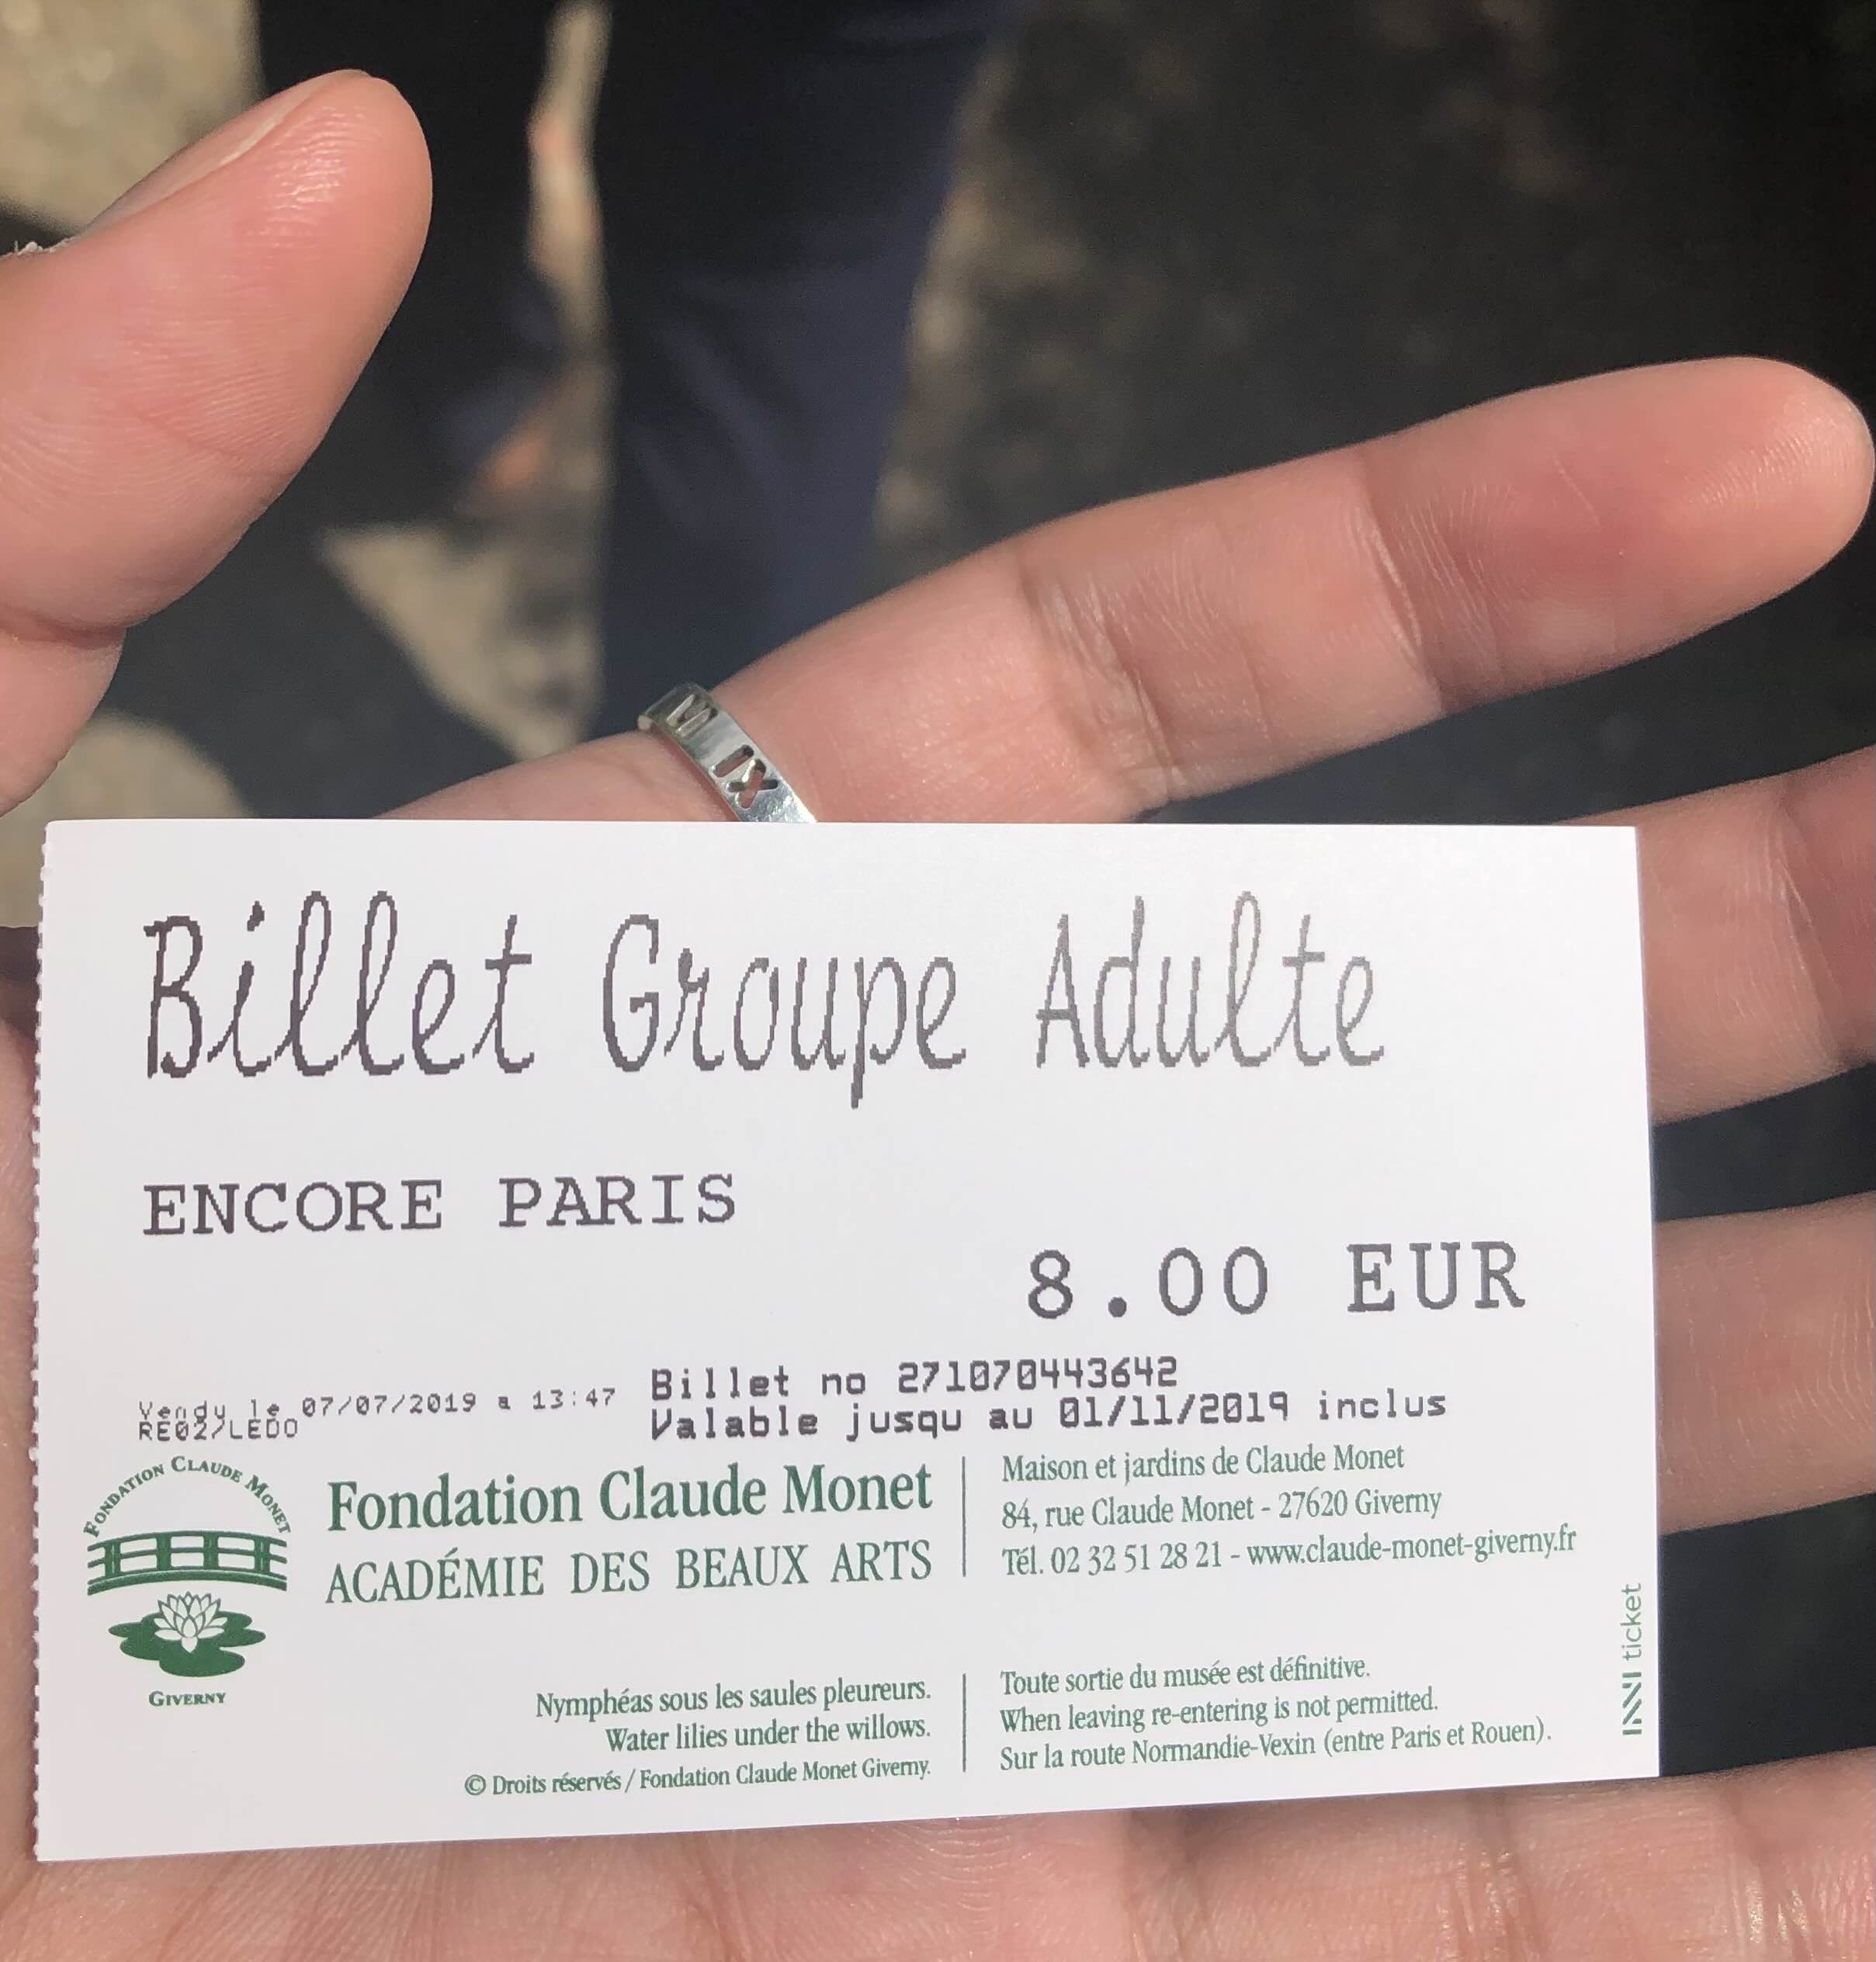 M IX
Billet Groupe Adulte
ENCORE PARIS
8.00 EUR
Vendu le 07/07/2019 a 13:47
RE02/LEDO
Billet no 271070443642
Valable jusqu au 01/11/2019 inclus
FONDATION CLAUDE MONET
GIVERNY
Fondation Claude Monet
ACADÉMIE DES BEAUX ARTS
Maison et jardins de Claude Monet
84, rue Claude Monet - 27620 Giverny
Tél. 02 32 51 28 21 - www.claude-monet-giverny.fr
Nymphéas sous les saules pleureurs.
Water lilies under the willows.
© Droits réservés / Fondation Claude Monet Giverny.
Toute sortie du musée est définitive.
When leaving re-entering is not permitted.
Sur la route Normandie-Vexin (entre Paris et Rouen).
ticket